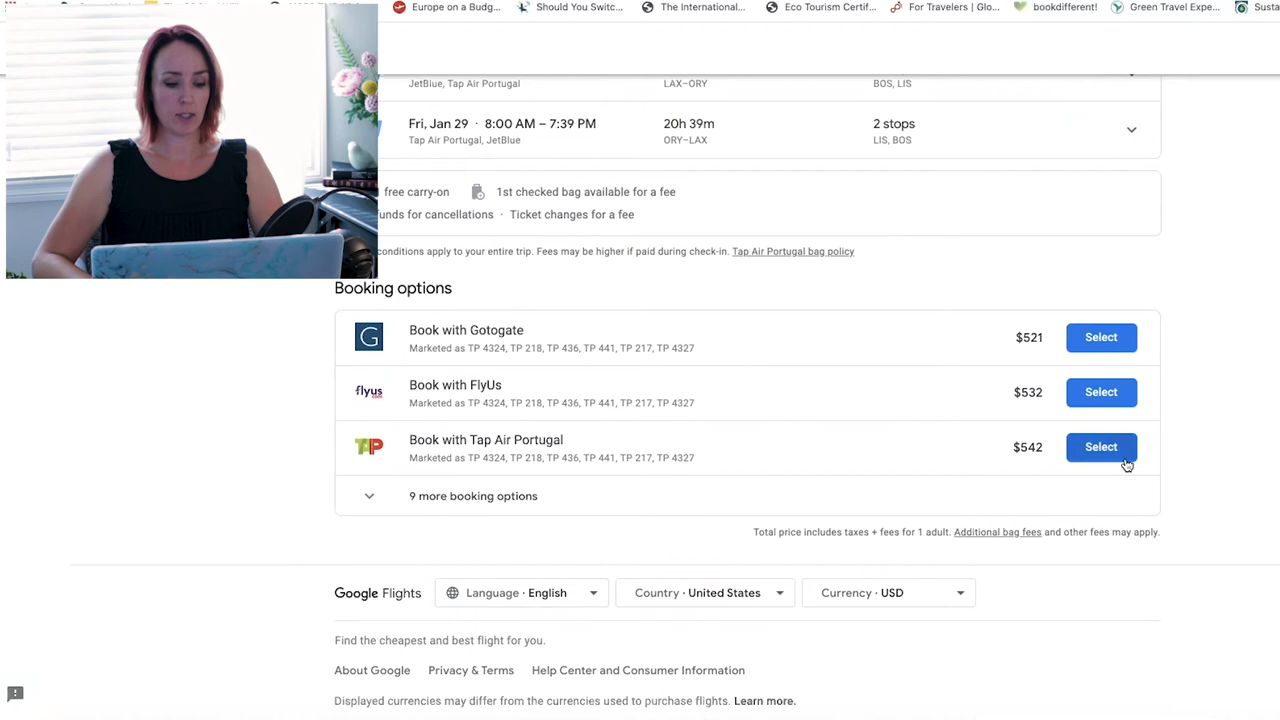 Europe on a Budg...
Should You Switc...
The International...
Eco Tourism Certif...
For Travelers | Glo...
bookdifferent!
Green Travel Expe...
Susta
JetBlue, Tap Air Portugal
LAX–ORY
BOS, LIS
Fri, Jan 29 · 8:00 AM – 7:39 PM
20h 39m
2 stops
Tap Air Portugal, JetBlue
ORY–LAX
LIS, BOS
free carry-on
1st checked bag available for a fee
funds for cancellations · Ticket changes for a fee
conditions apply to your entire trip. Fees may be higher if paid during check-in. Tap Air Portugal bag policy
Booking options
G
Book with Gotogate
Marketed as TP 4324, TP 218, TP 436, TP 441, TP 217, TP 4327
$521
Select
flyus
.com
Book with FlyUs
Marketed as TP 4324, TP 218, TP 436, TP 441, TP 217, TP 4327
$532
Select
TAP
Book with Tap Air Portugal
Marketed as TP 4324, TP 218, TP 436, TP 441, TP 217, TP 4327
$542
Select
9 more booking options
Total price includes taxes + fees for 1 adult. Additional bag fees and other fees may apply.
Google Flights
Language · English
Country · United States
Currency · USD
Find the cheapest and best flight for you.
About Google
Privacy & Terms
Help Center and Consumer Information
Displayed currencies may differ from the currencies used to purchase flights. Learn more.